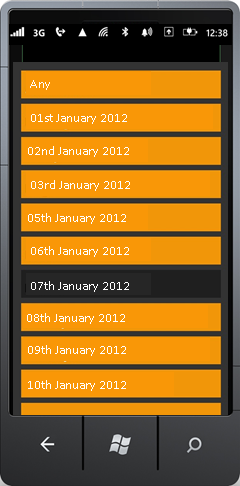 3G 12:38
Any
01st January 2012
02nd January 2012
03rd January 2012
05th January 2012
06th January 2012
07th January 2012
08th January 2012
09th January 2012
10th January 2012